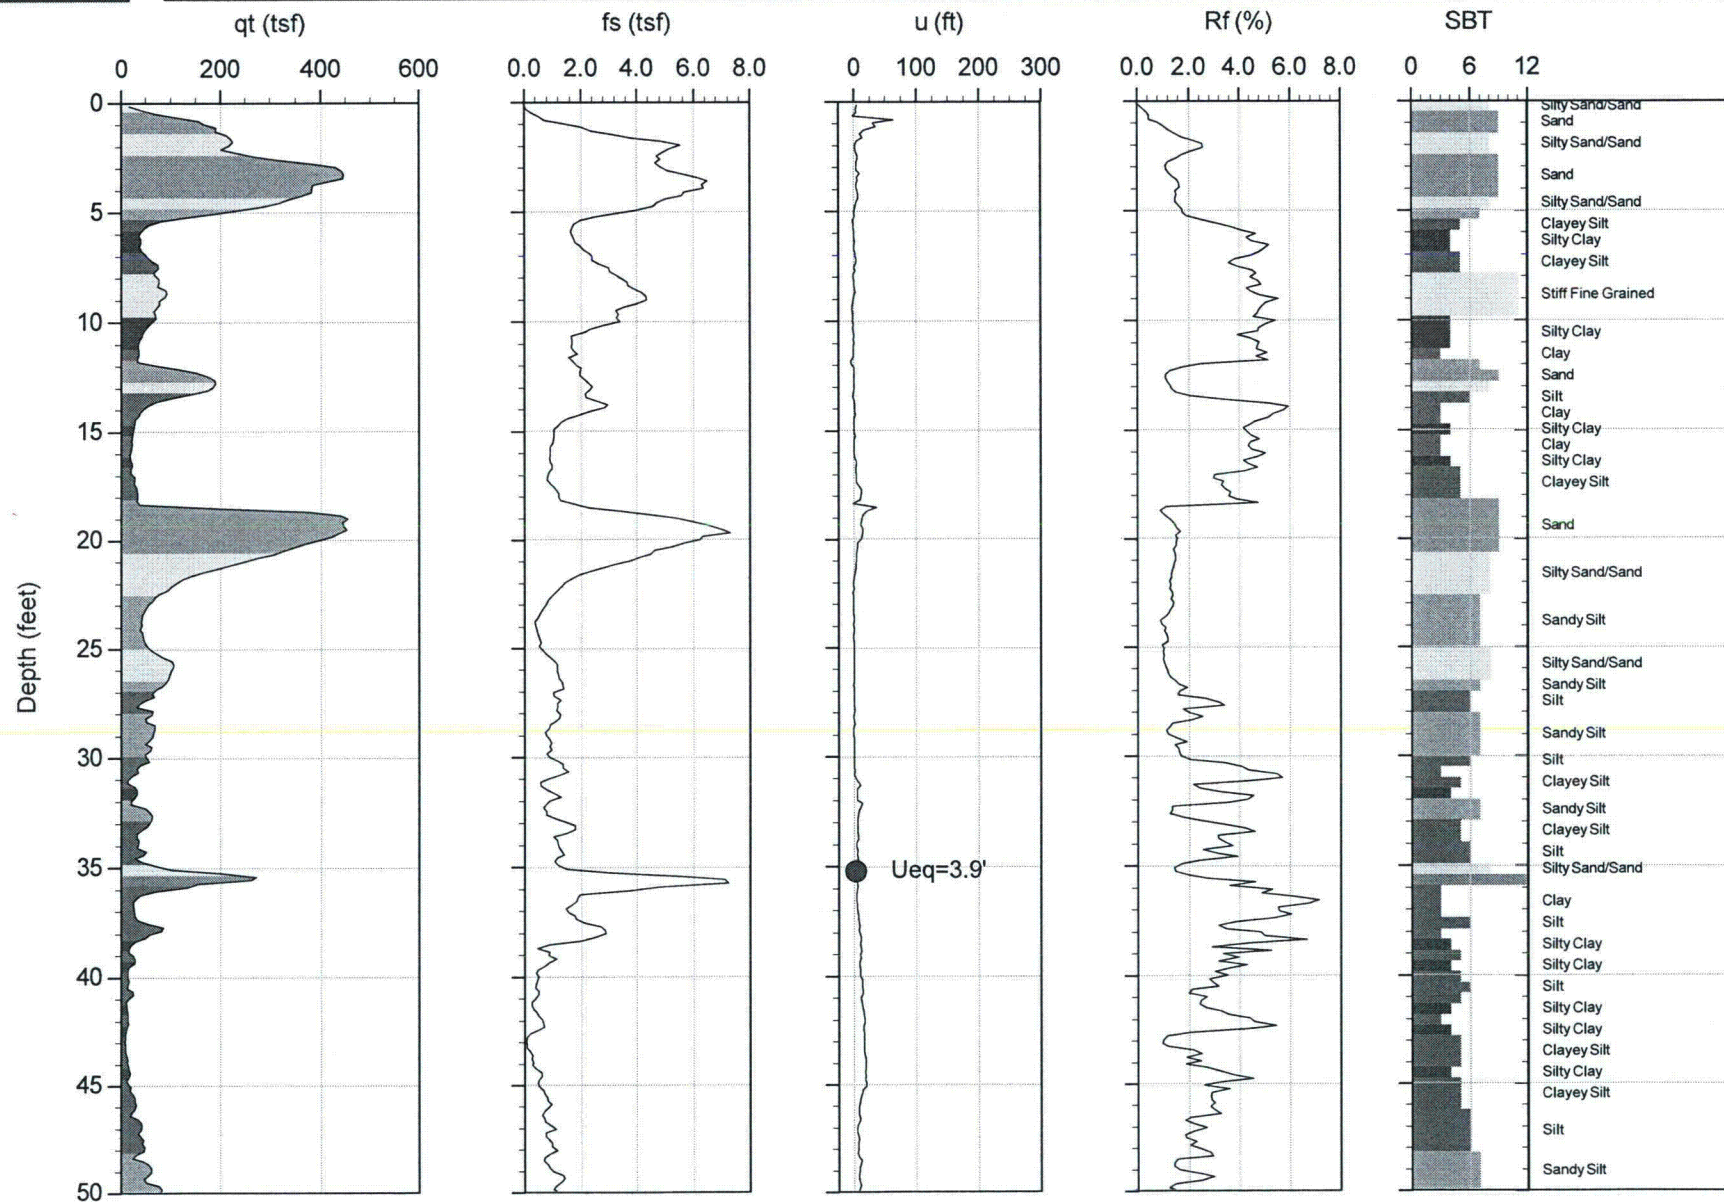 qt (tsf)
fs (tsf)
u (ft)
Rf (%)
SBT
0 200 400 600
0.0 2.0 4.0 6.0 8.0
0 100 200 300
0.0 2.0 4.0 6.0 8.0
0 6 12
Depth (feet)
0
5
10
15
20
25
30
35
40
45
50
Ueq=3.9'
Silty Sand/Sand
Sand
Silty Sand/Sand
Sand
Silty Sand/Sand
Clayey Silt
Silty Clay
Clayey Silt
Stiff Fine Grained
Silty Clay
Clay
Sand
Silt
Clay
Silty Clay
Clay
Silty Clay
Clayey Silt
Sand
Silty Sand/Sand
Sandy Silt
Silty Sand/Sand
Sandy Silt
Silt
Sandy Silt
Silt
Clayey Silt
Sandy Silt
Clayey Silt
Silt
Silty Sand/Sand
Clay
Silt
Silty Clay
Silty Clay
Silt
Silty Clay
Silty Clay
Clayey Silt
Silty Clay
Clayey Silt
Silt
Sandy Silt